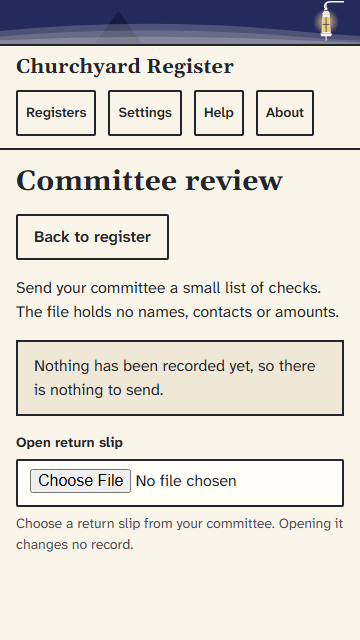 Churchyard Register
Registers
Settings
Help
About
Committee review
Back to register
Send your committee a small list of checks.
The file holds no names, contacts or amounts.
Nothing has been recorded yet, so there
is nothing to send.
Open return slip
Choose File No file chosen
Choose a return slip from your committee. Opening it
changes no record.